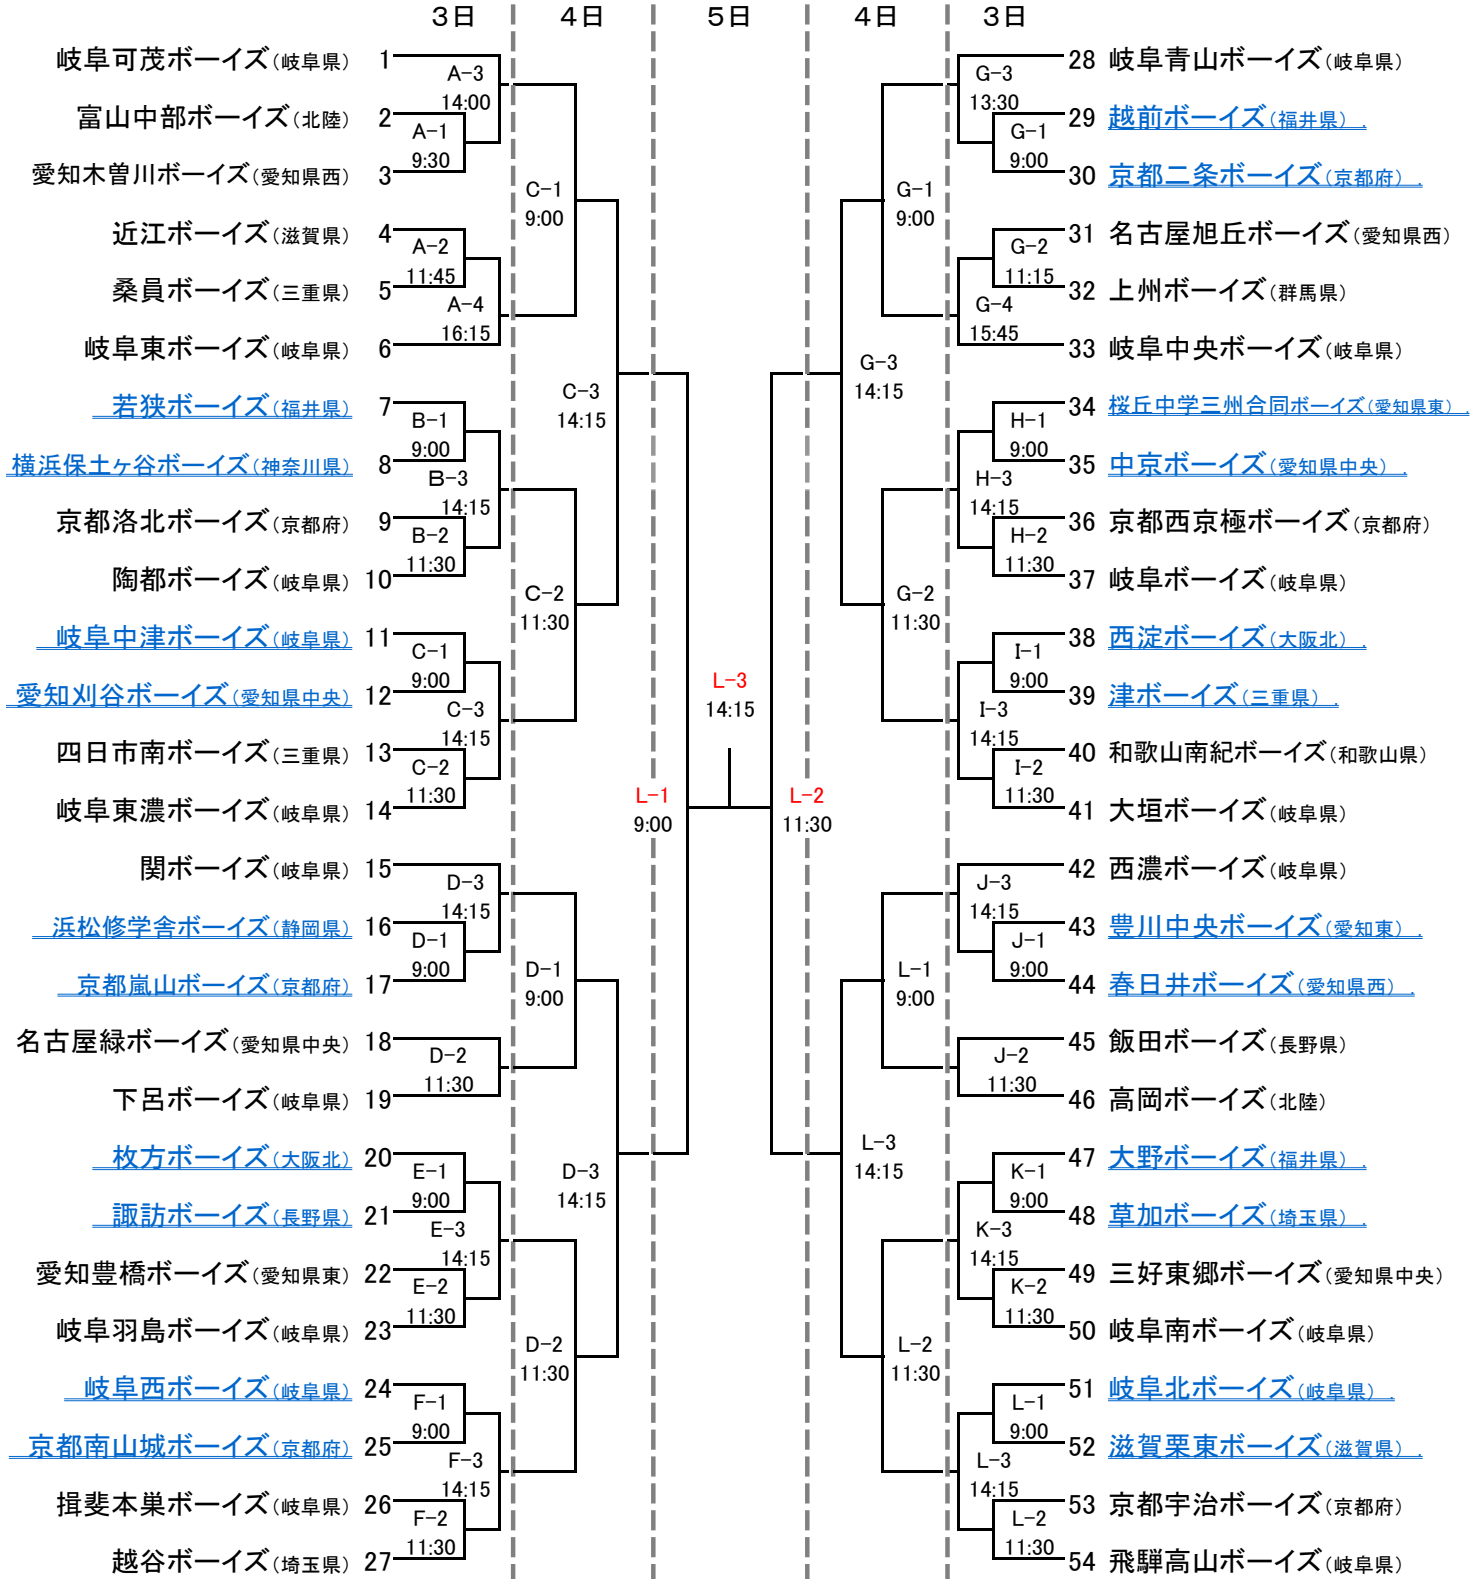 3日 4日 5日 4日 3日
岐阜可茂ボーイズ(岐阜県) 1
A-3
14:00
富山中部ボーイズ(北陸) 2
A-1
9:30
愛知木曽川ボーイズ(愛知県西) 3
C-1
9:00
近江ボーイズ(滋賀県) 4
A-2
11:45
桑員ボーイズ(三重県) 5
A-4
16:15
岐阜東ボーイズ(岐阜県) 6
C-3
14:15
若狭ボーイズ(福井県) 7
B-1
9:00
横浜保土ヶ谷ボーイズ(神奈川県) 8
B-3
14:15
京都洛北ボーイズ(京都府) 9
B-2
11:30
陶都ボーイズ(岐阜県) 10
C-2
11:30
岐阜中津ボーイズ(岐阜県) 11
C-1
9:00
愛知刈谷ボーイズ(愛知県中央) 12
C-3
14:15
四日市南ボーイズ(三重県) 13
C-2
11:30
岐阜東濃ボーイズ(岐阜県) 14
L-1
9:00
関ボーイズ(岐阜県) 15
D-3
14:15
浜松修学舎ボーイズ(静岡県) 16
D-1
9:00
京都嵐山ボーイズ(京都府) 17
D-1
9:00
名古屋緑ボーイズ(愛知県中央) 18
D-2
11:30
下呂ボーイズ(岐阜県) 19
枚方ボーイズ(大阪北) 20
E-1
9:00
D-3
14:15
諏訪ボーイズ(長野県) 21
E-3
14:15
愛知豊橋ボーイズ(愛知県東) 22
E-2
11:30
岐阜羽島ボーイズ(岐阜県) 23
D-2
11:30
岐阜西ボーイズ(岐阜県) 24
F-1
9:00
京都南山城ボーイズ(京都府) 25
F-3
14:15
揖斐本巣ボーイズ(岐阜県) 26
F-2
11:30
越谷ボーイズ(埼玉県) 27
L-3
14:15
28 岐阜青山ボーイズ(岐阜県)
G-3
13:30
29 越前ボーイズ(福井県) .
G-1
9:00
30 京都二条ボーイズ(京都府) .
G-1
9:00
31 名古屋旭丘ボーイズ(愛知県西)
G-2
11:15
32 上州ボーイズ(群馬県)
G-4
15:45
33 岐阜中央ボーイズ(岐阜県)
G-3
14:15
34 桜丘中学三州合同ボーイズ(愛知県東) .
H-1
9:00
35 中京ボーイズ(愛知県中央) .
H-3
14:15
36 京都西京極ボーイズ(京都府)
H-2
11:30
37 岐阜ボーイズ(岐阜県)
G-2
11:30
38 西淀ボーイズ(大阪北) .
I-1
9:00
39 津ボーイズ(三重県) .
I-3
14:15
40 和歌山南紀ボーイズ(和歌山県)
I-2
11:30
41 大垣ボーイズ(岐阜県)
L-2
11:30
42 西濃ボーイズ(岐阜県)
J-3
14:15
43 豊川中央ボーイズ(愛知東) .
J-1
9:00
44 春日井ボーイズ(愛知県西) .
L-1
9:00
45 飯田ボーイズ(長野県)
J-2
11:30
46 高岡ボーイズ(北陸)
L-3
14:15
47 大野ボーイズ(福井県) .
K-1
9:00
48 草加ボーイズ(埼玉県) .
K-3
14:15
49 三好東郷ボーイズ(愛知県中央)
K-2
11:30
50 岐阜南ボーイズ(岐阜県)
L-2
11:30
51 岐阜北ボーイズ(岐阜県) .
L-1
9:00
52 滋賀栗東ボーイズ(滋賀県) .
L-3
14:15
53 京都宇治ボーイズ(京都府)
L-2
11:30
54 飛騨高山ボーイズ(岐阜県)